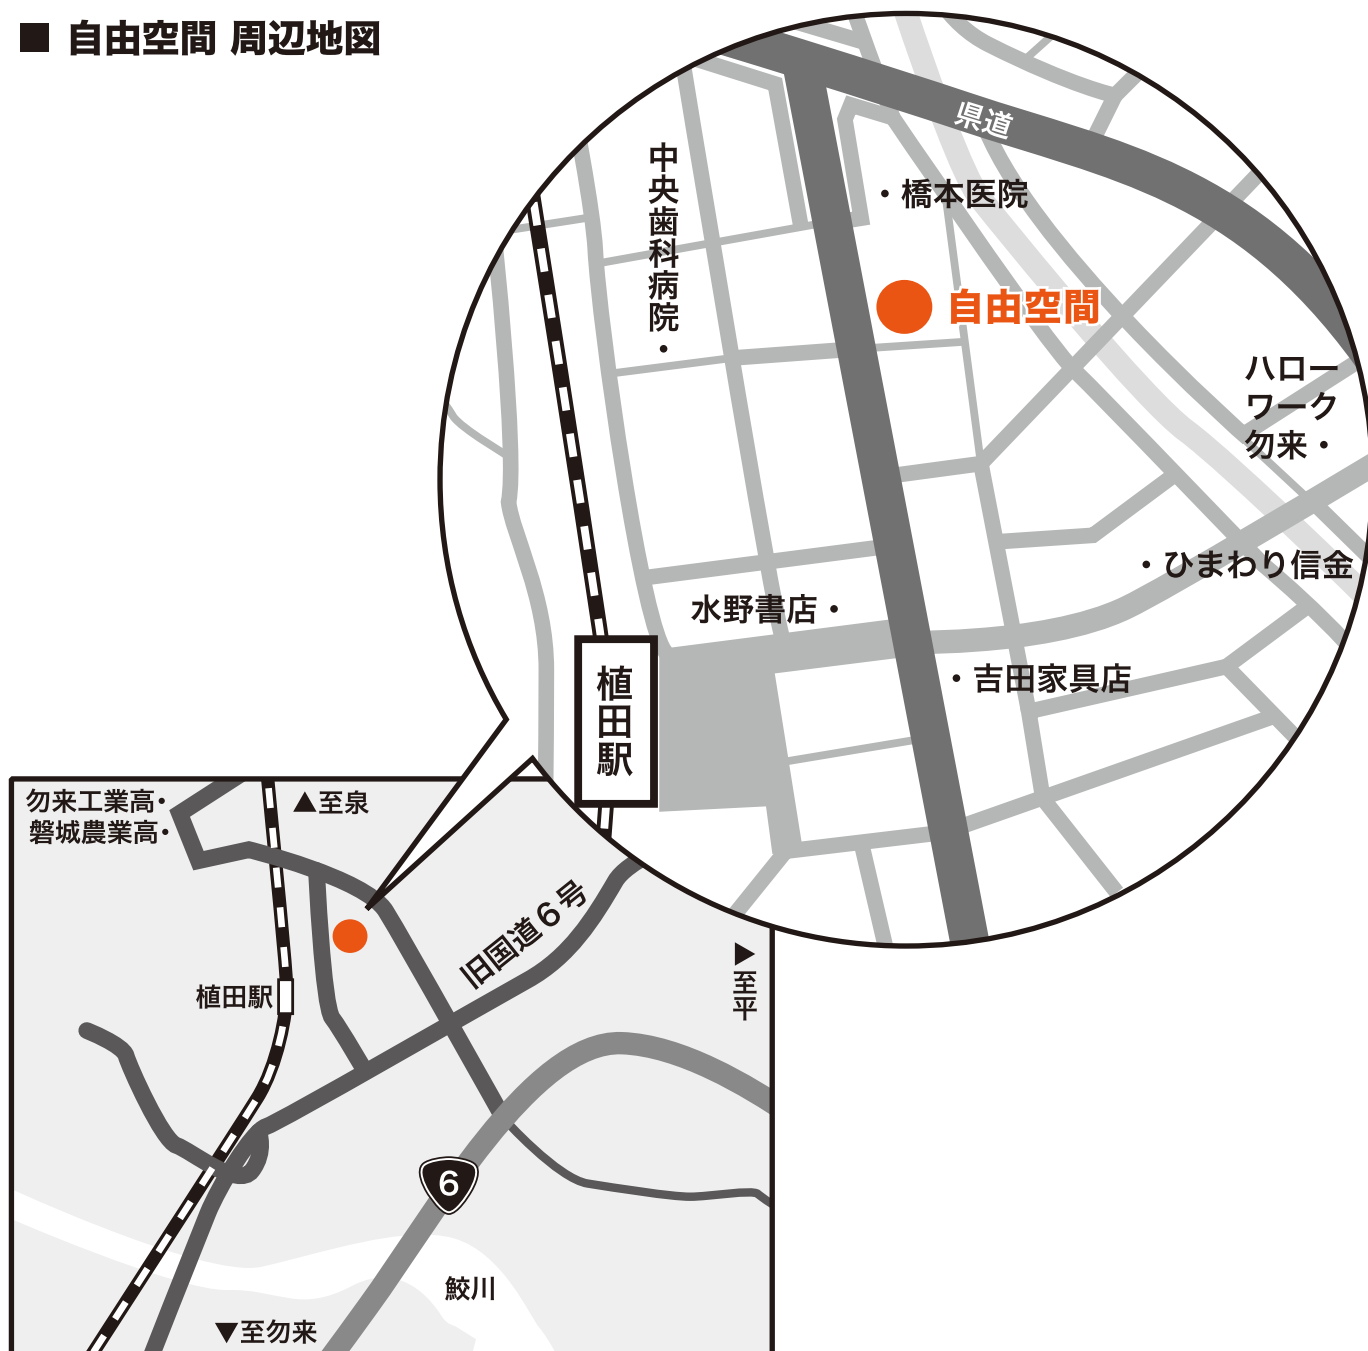 ■ 自由空間 周辺地図
県道
中央歯科病院・
・橋本医院
自由空間
ハロー
ワーク
勿来・
・ひまわり信金
水野書店・
・吉田家具店
植田駅
勿来工業高・
磐城農業高・
▲至泉
旧国道6号
▶至平
植田駅
6
鮫川
▼至勿来